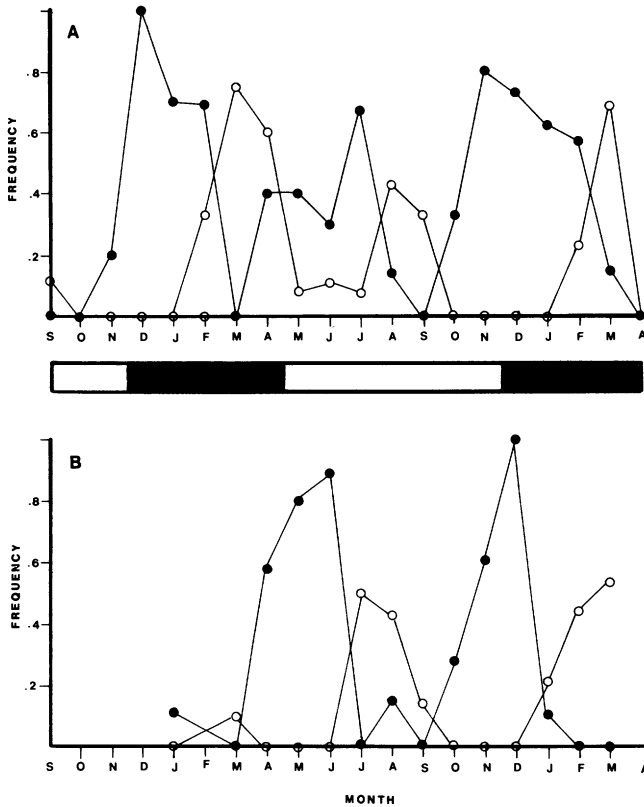 A
FREQUENCY
.8
.6
.4
.2
S O N D J F M A M J J A S O N D J F M A
B
FREQUENCY
.8
.6
.4
.2
S O N D J F M A M J J A S O N D J F M A
MONTH